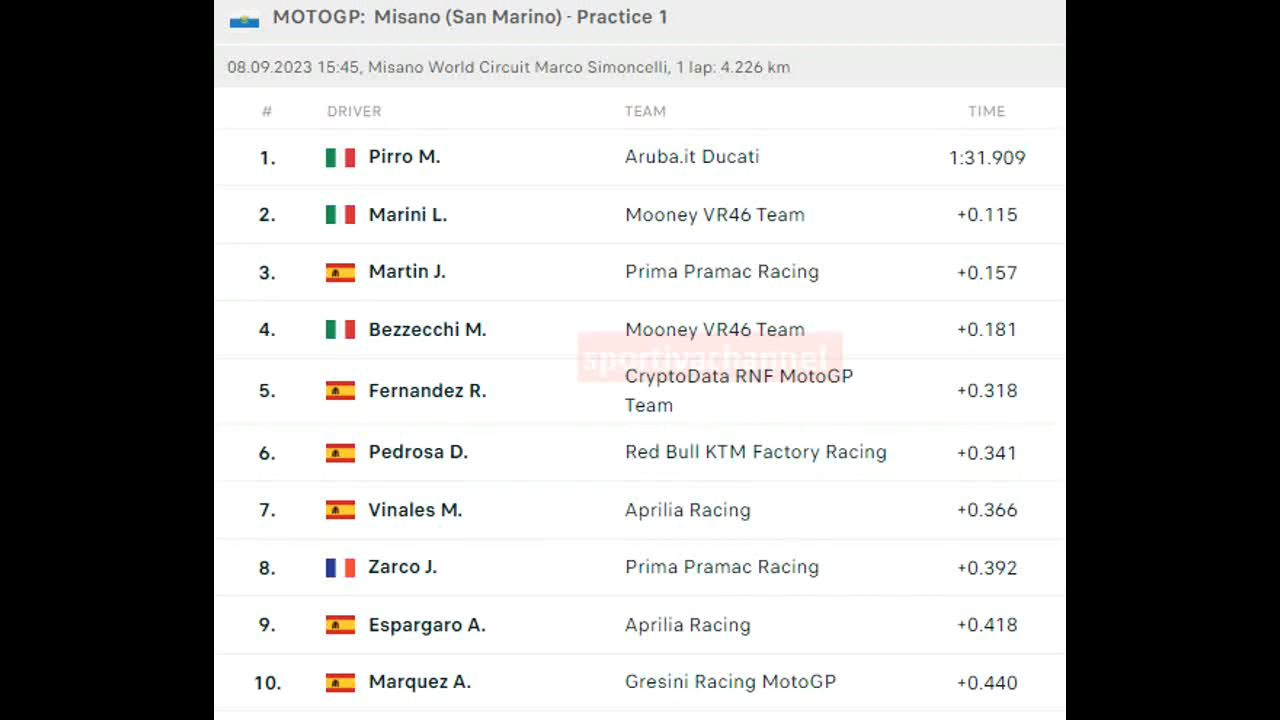 MOTOGP: Misano (San Marino) - Practice 1
08.09.2023 15:45, Misano World Circuit Marco Simoncelli, 1 lap: 4.226 km
# DRIVER TEAM TIME
1. Pirro M. Aruba.it Ducati 1:31.909
2. Marini L. Mooney VR46 Team +0.115
3. Martin J. Prima Pramac Racing +0.157
4. Bezzecchi M. Mooney VR46 Team +0.181
sportivachannel
5. Fernandez R. CryptoData RNF MotoGP Team +0.318
6. Pedrosa D. Red Bull KTM Factory Racing +0.341
7. Vinales M. Aprilia Racing +0.366
8. Zarco J. Prima Pramac Racing +0.392
9. Espargaro A. Aprilia Racing +0.418
10. Marquez A. Gresini Racing MotoGP +0.440